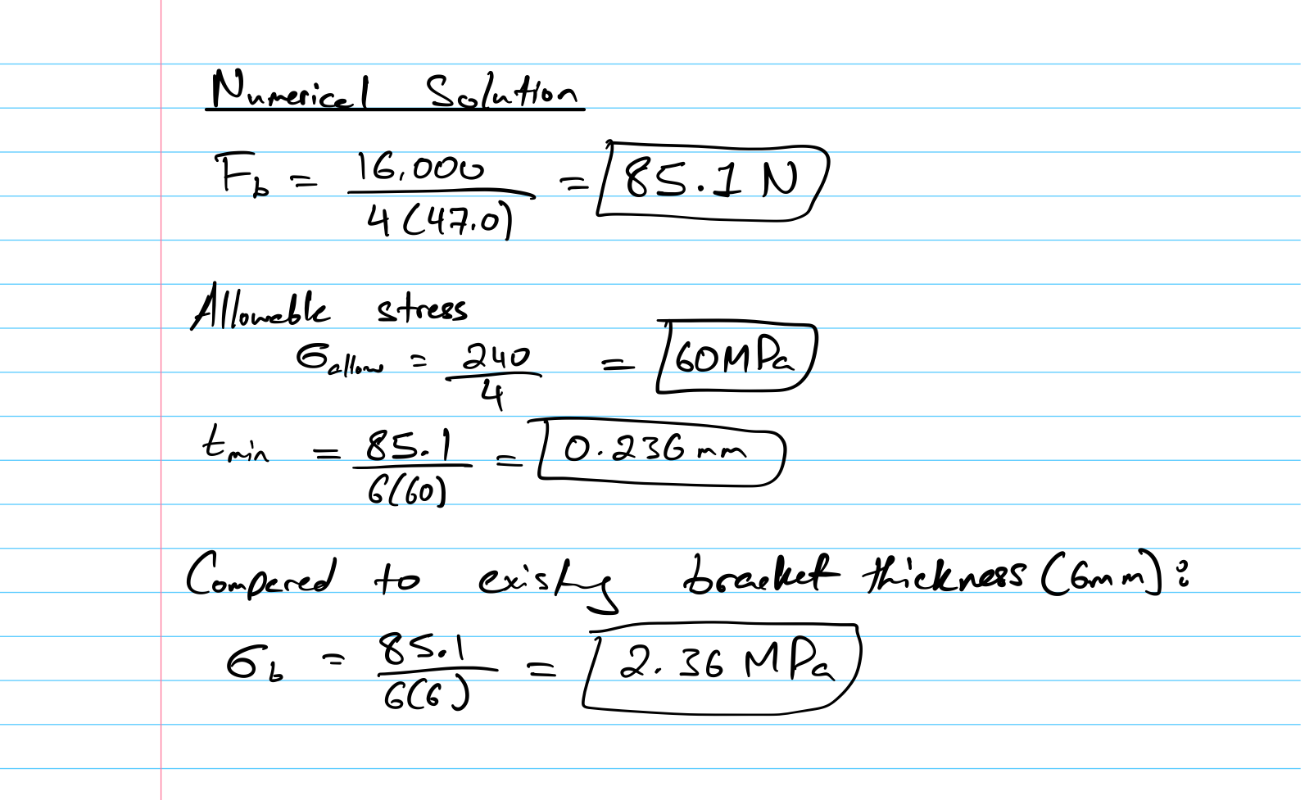 Numerical Solution
F_b = 16,000 / 4(47.0) = 85.1 N
Allowable stress
σ_allow = 240 / 4 = 60MPa
t_min = 85.1 / 6(60) = 0.236 mm
Compared to existing bracket thickness (6mm):
σ_b = 85.1 / 6(6) = 2.36 MPa